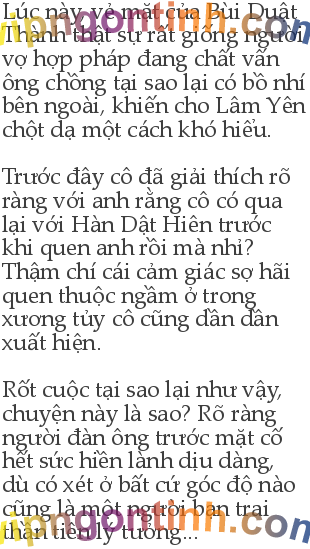 Lúc này, vẻ mặt của Bùi Duật
Thành thật sự rất giống người
vợ hợp pháp đang chất vấn
ông chồng tại sao lại có bồ nhí
bên ngoài, khiến cho Lâm Yên
chột dạ một cách khó hiểu.

Trước đây cô đã giải thích rõ
ràng với anh rằng cô có qua
lại với Hàn Dật Hiên trước
khi quen anh rồi mà nhỉ?
Thậm chí cái cảm giác sợ hãi
quen thuộc ngầm ở trong
xương tủy cô cũng dần dần
xuất hiện.

Rốt cuộc tại sao lại như vậy,
chuyện này là sao? Rõ ràng
người đàn ông trước mặt cố
hết sức hiền lành dịu dàng,
dù có xét ở bất cứ góc độ nào
cũng là một người bạn trai
thần tiên lý tưởng...
vipngontinh.com
vipngontinh.com